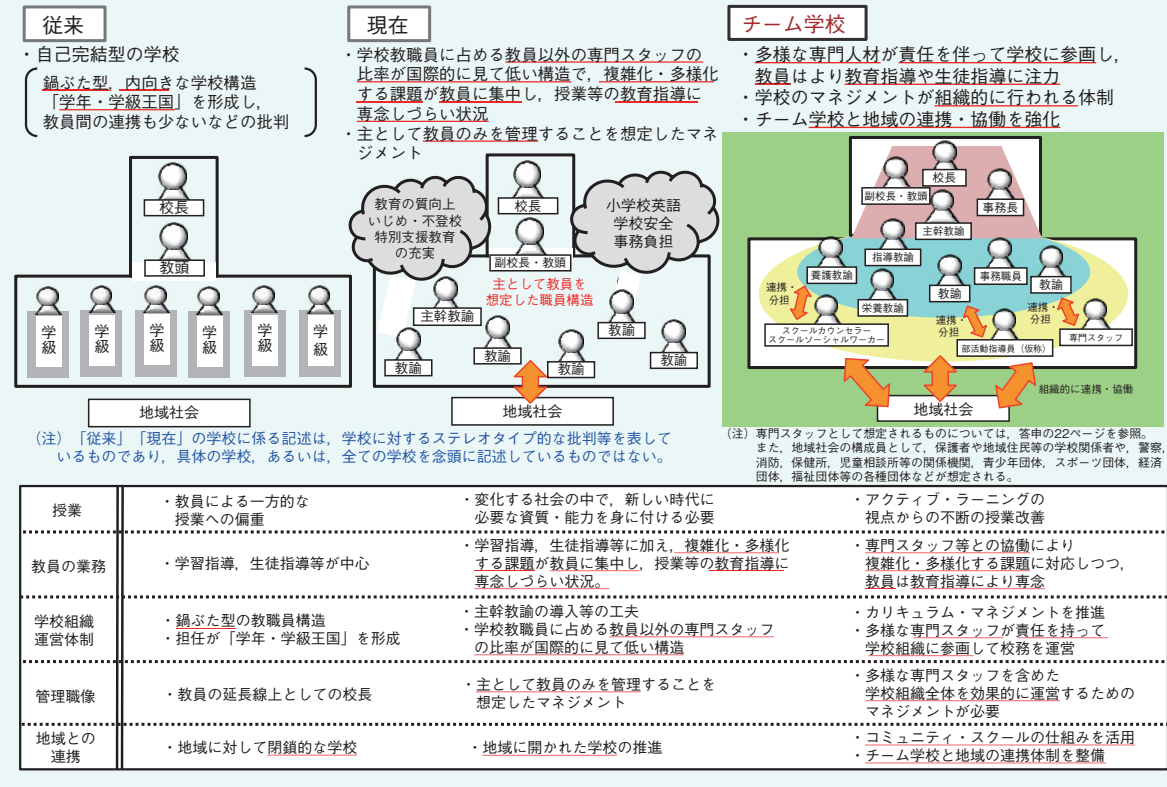 従来
・自己完結型の学校
鍋ぶた型，内向きな学校構造
「学年・学級王国」を形成し，
教員間の連携も少ないなどの批判
校長
教頭
学級
学級
学級
学級
学級
学級
地域社会
現在
・学校教職員に占める教員以外の専門スタッフの
比率が国際的に見て低い構造で，複雑化・多様化
する課題が教員に集中し，授業等の教育指導に
専念しづらい状況
・主として教員のみを管理することを想定したマネ
ジメント
教育の質向上
いじめ・不登校
特別支援教育
の充実
小学校英語
学校安全
事務負担
校長
副校長・教頭
主として教員を
想定した職員構造
主幹教諭
教諭
教諭
教諭
教諭
地域社会
（注）「従来」「現在」の学校に係る記述は，学校に対するステレオタイプ的な批判等を表して
いるものであり，具体の学校，あるいは，全ての学校を念頭に記述しているものではない。
チーム学校
・多様な専門人材が責任を伴って学校に参画し，
教員はより教育指導や生徒指導に注力
・学校のマネジメントが組織的に行われる体制
・チーム学校と地域の連携・協働を強化
校長
副校長・教頭
事務長
主幹教諭
指導教諭
養護教諭
事務職員
教諭
教諭
栄養教諭
連携・
分担
連携・
分担
連携・
分担
スクールカウンセラー
スクールソーシャルワーカー
部活動指導員（仮称）
専門スタッフ
組織的に連携・協働
地域社会
（注）専門スタッフとして想定されるものについては，答申の22ページを参照。
また，地域社会の構成員として，保護者や地域住民等の学校関係者や，警察，
消防，保健所，児童相談所等の関係機関，青少年団体，スポーツ団体，経済
団体，福祉団体等の各種団体などが想定される。
授業
・教員による一方的な
授業への偏重
・変化する社会の中で，新しい時代に
必要な資質・能力を身に付ける必要
・アクティブ・ラーニングの
視点からの不断の授業改善
教員の業務
・学習指導，生徒指導等が中心
・学習指導，生徒指導等に加え，複雑化・多様化
する課題が教員に集中し，授業等の教育指導に
専念しづらい状況。
・専門スタッフ等との協働により
複雑化・多様化する課題に対応しつつ，
教員は教育指導により専念
学校組織
運営体制
・鍋ぶた型の教職員構造
・担任が「学年・学級王国」を形成
・主幹教諭の導入等の工夫
・学校教職員に占める教員以外の専門スタッフ
の比率が国際的に見て低い構造
・カリキュラム・マネジメントを推進
・多様な専門スタッフが責任を持って
学校組織に参画して校務を運営
管理職像
・教員の延長線上としての校長
・主として教員のみを管理することを
想定したマネジメント
・多様な専門スタッフを含めた
学校組織全体を効果的に運営するための
マネジメントが必要
地域との
連携
・地域に対して閉鎖的な学校
・地域に開かれた学校の推進
・コミュニティ・スクールの仕組みを活用
・チーム学校と地域の連携体制を整備